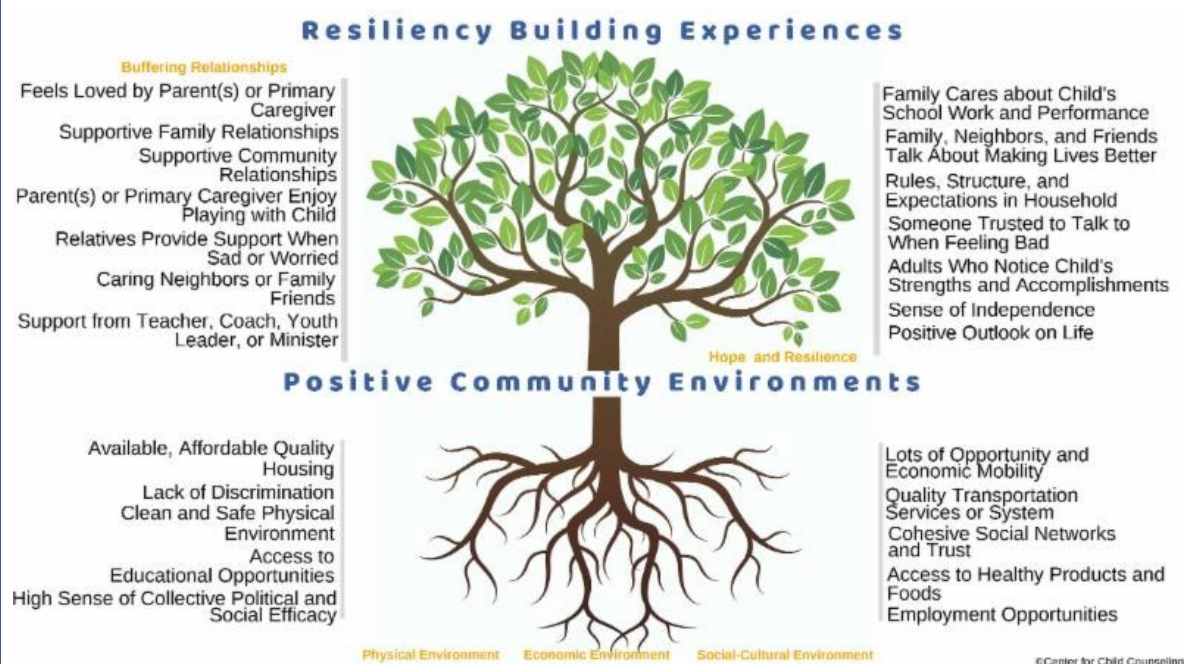 Resiliency Building Experiences
Buffering Relationships
Feels Loved by Parent(s) or Primary
Caregiver
Supportive Family Relationships
Supportive Community
Relationships
Parent(s) or Primary Caregiver Enjoy
Playing with Child
Relatives Provide Support When
Sad or Worried
Caring Neighbors or Family
Friends
Support from Teacher, Coach, Youth
Leader, or Minister
Family Cares about Child's
School Work and Performance
Family, Neighbors, and Friends
Talk About Making Lives Better
Rules, Structure, and
Expectations in Household
Someone Trusted to Talk to
When Feeling Bad
Adults Who Notice Child's
Strengths and Accomplishments
Sense of Independence
Positive Outlook on Life
Hope and Resilience
Positive Community Environments
Available, Affordable Quality
Housing
Lack of Discrimination
Clean and Safe Physical
Environment
Access to
Educational Opportunities
High Sense of Collective Political and
Social Efficacy
Lots of Opportunity and
Economic Mobility
Quality Transportation
Services or System
Cohesive Social Networks
and Trust
Access to Healthy Products and
Foods
Employment Opportunities
Physical Environment
Economic Environment
Social-Cultural Environment
©Center for Child Counseling